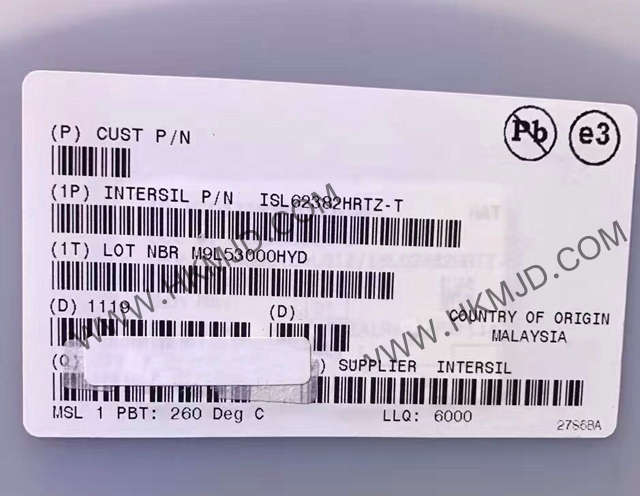 (P) CUST P/N
Pb
e3
(1P) INTERSIL P/N ISL62382HRTZ-T
(1T) LOT NBR M9L53000HYD
(D) 1119
(D)
COUNTRY OF ORIGIN
MALAYSIA
(Q)
) SUPPLIER INTERSIL
MSL 1 PBT: 260 Deg C
LLQ: 6000
WWW.HKMJD.COM
WWW.HKMJD.COM